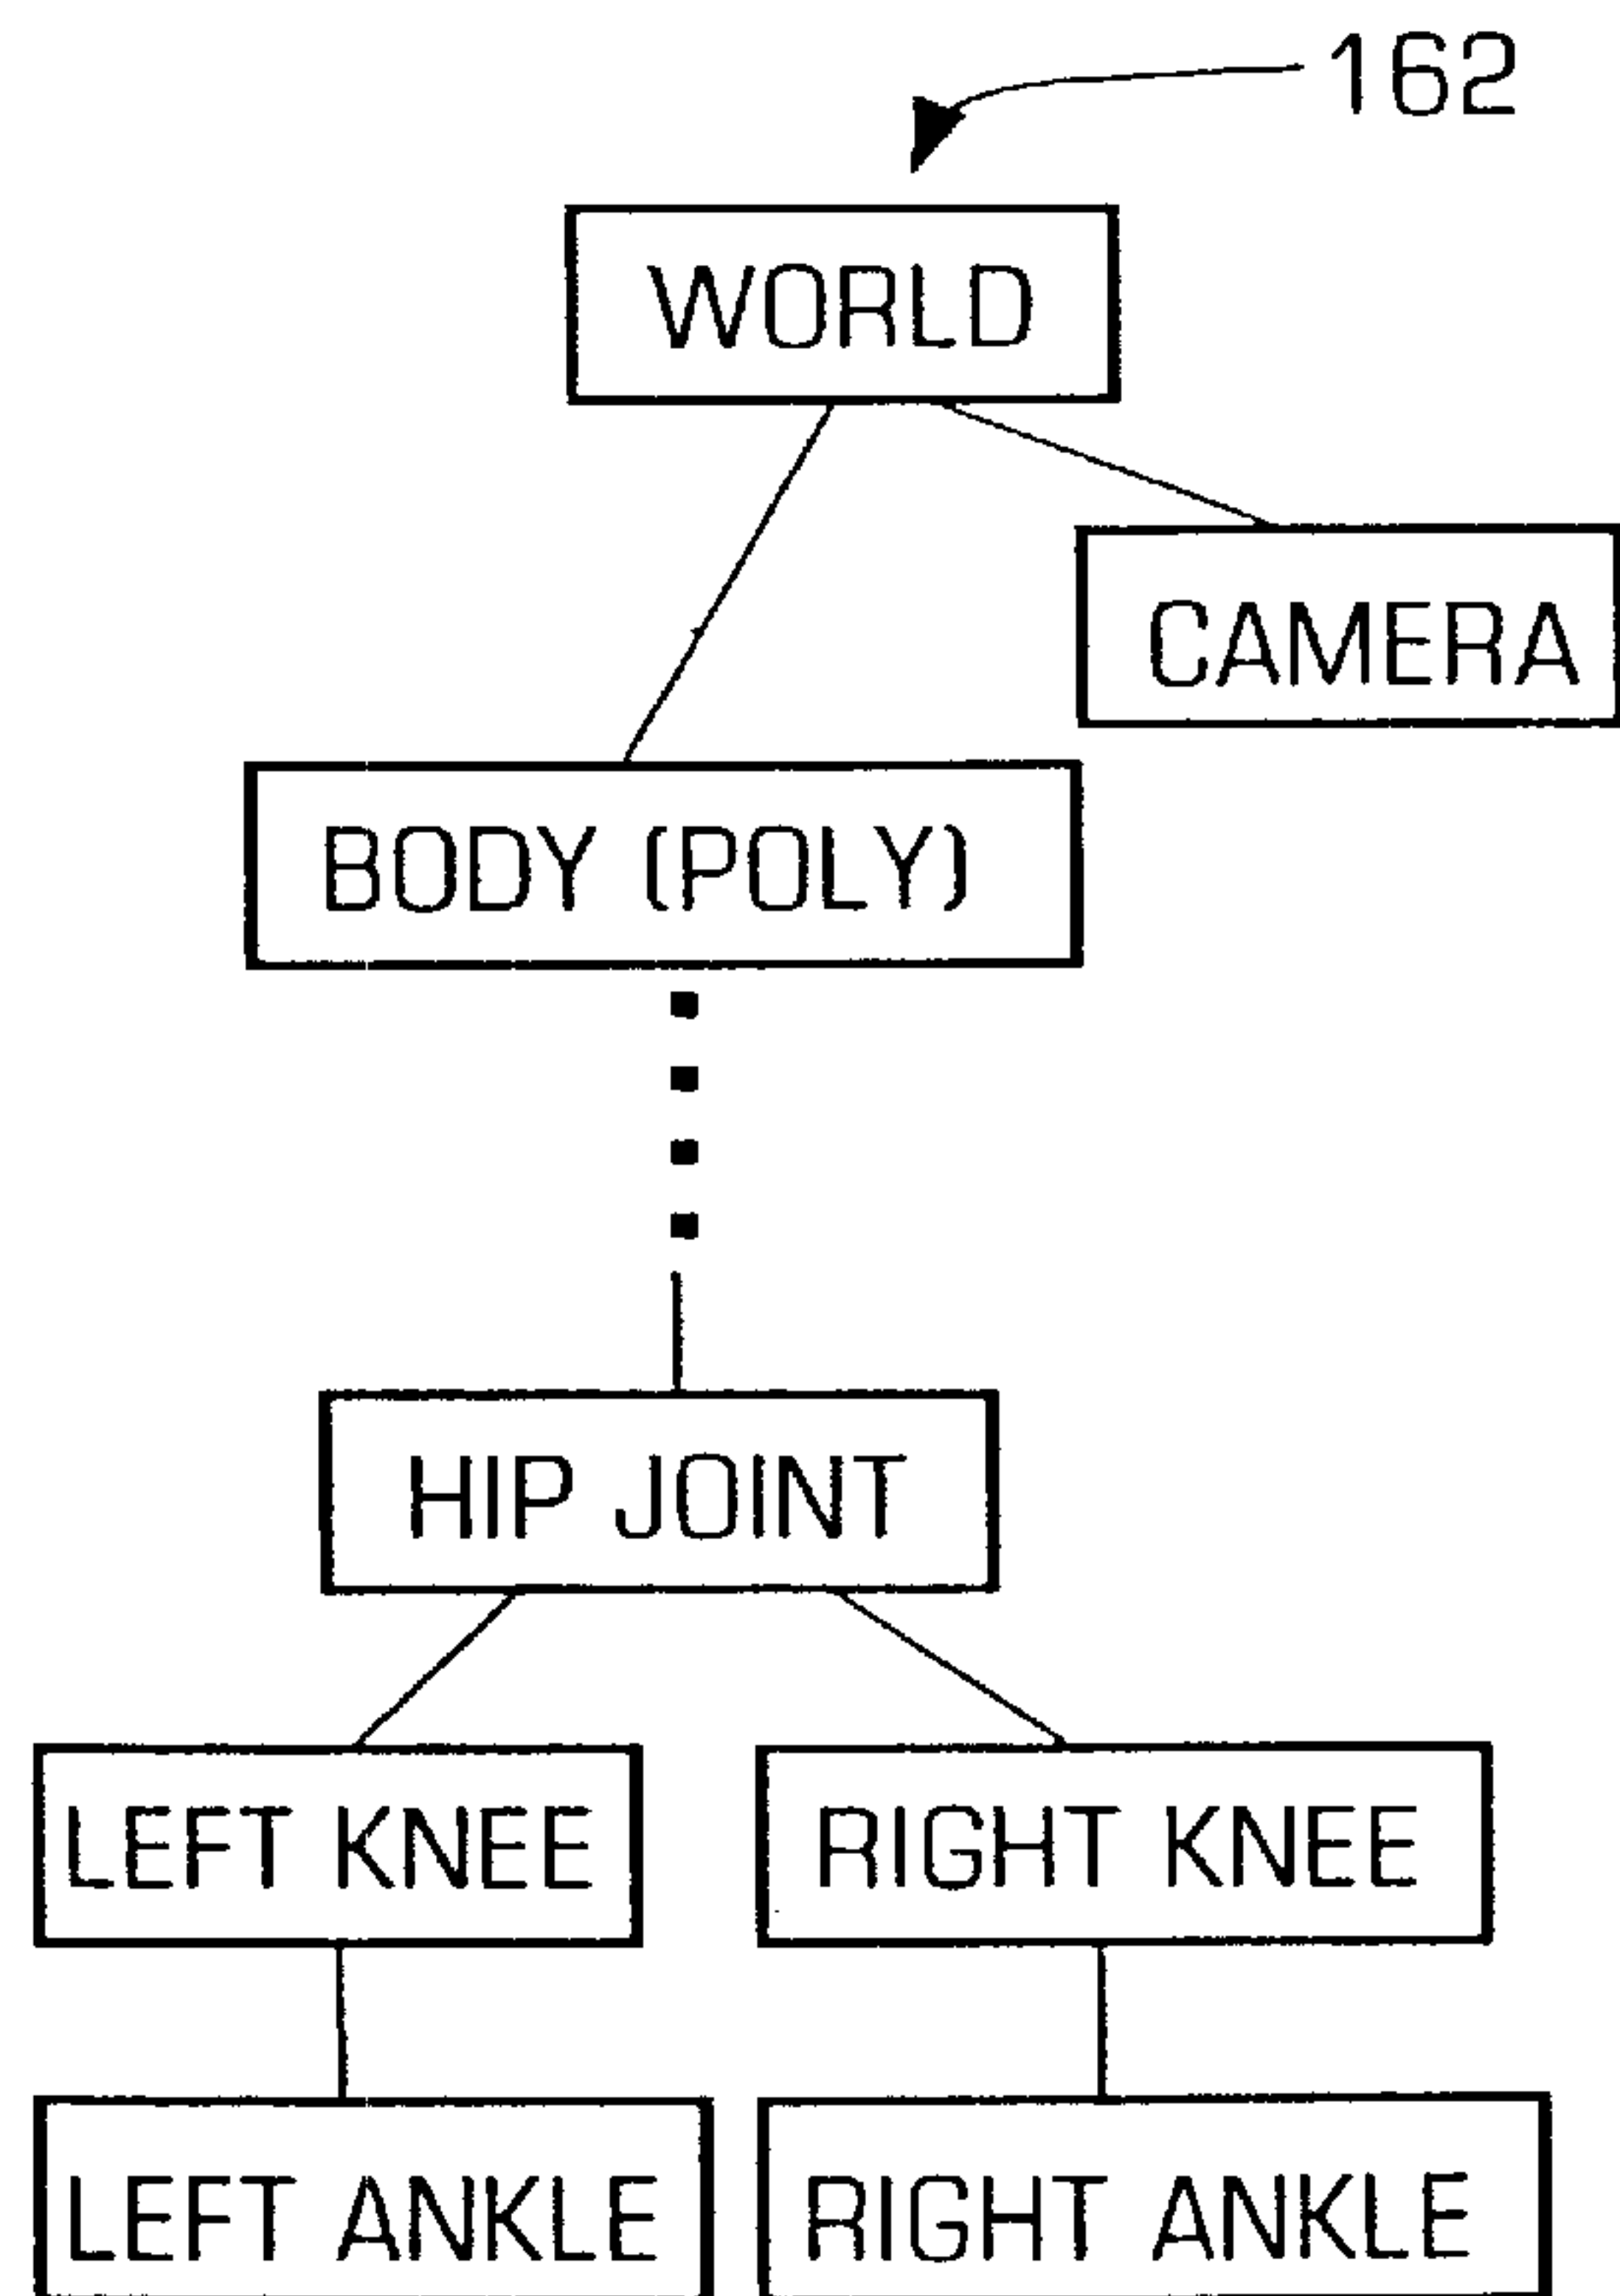 162
WORLD
CAMERA
BODY (POLY)
HIP JOINT
LEFT KNEE
RIGHT KNEE
LEFT ANKLE
RIGHT ANKLE